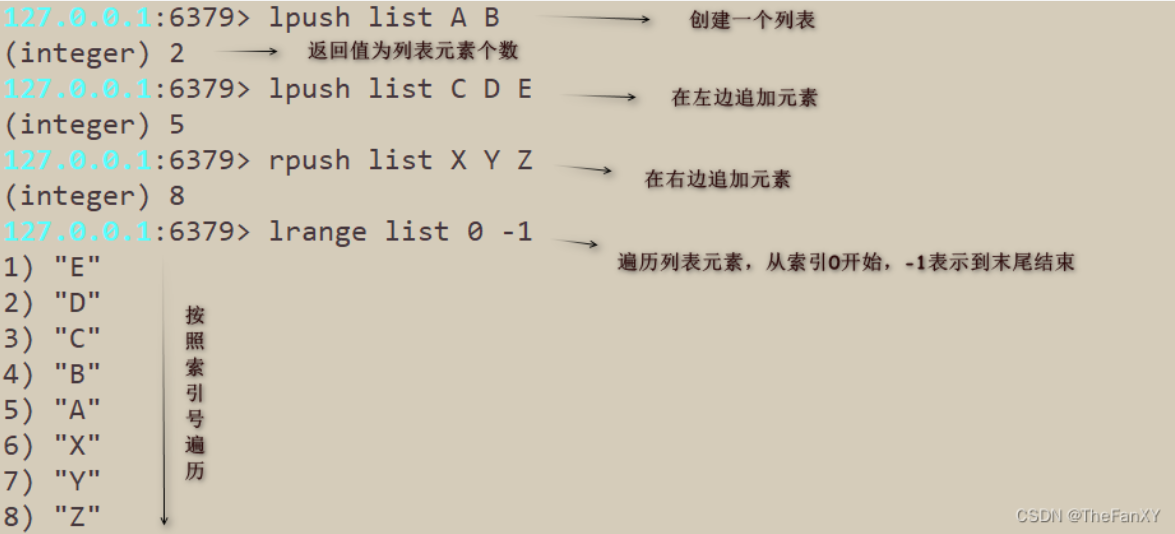 127.0.0.1:6379> lpush list A B 创建一个列表
(integer) 2 返回值为列表元素个数
127.0.0.1:6379> lpush list C D E 在左边追加元素
(integer) 5
127.0.0.1:6379> rpush list X Y Z 在右边追加元素
(integer) 8
127.0.0.1:6379> lrange list 0 -1
遍历列表元素，从索引0开始，-1表示到末尾结束
1) "E"
2) "D"
3) "C"
4) "B"
5) "A"
6) "X"
7) "Y"
8) "Z"
按照索引号遍历
CSDN @TheFanXY